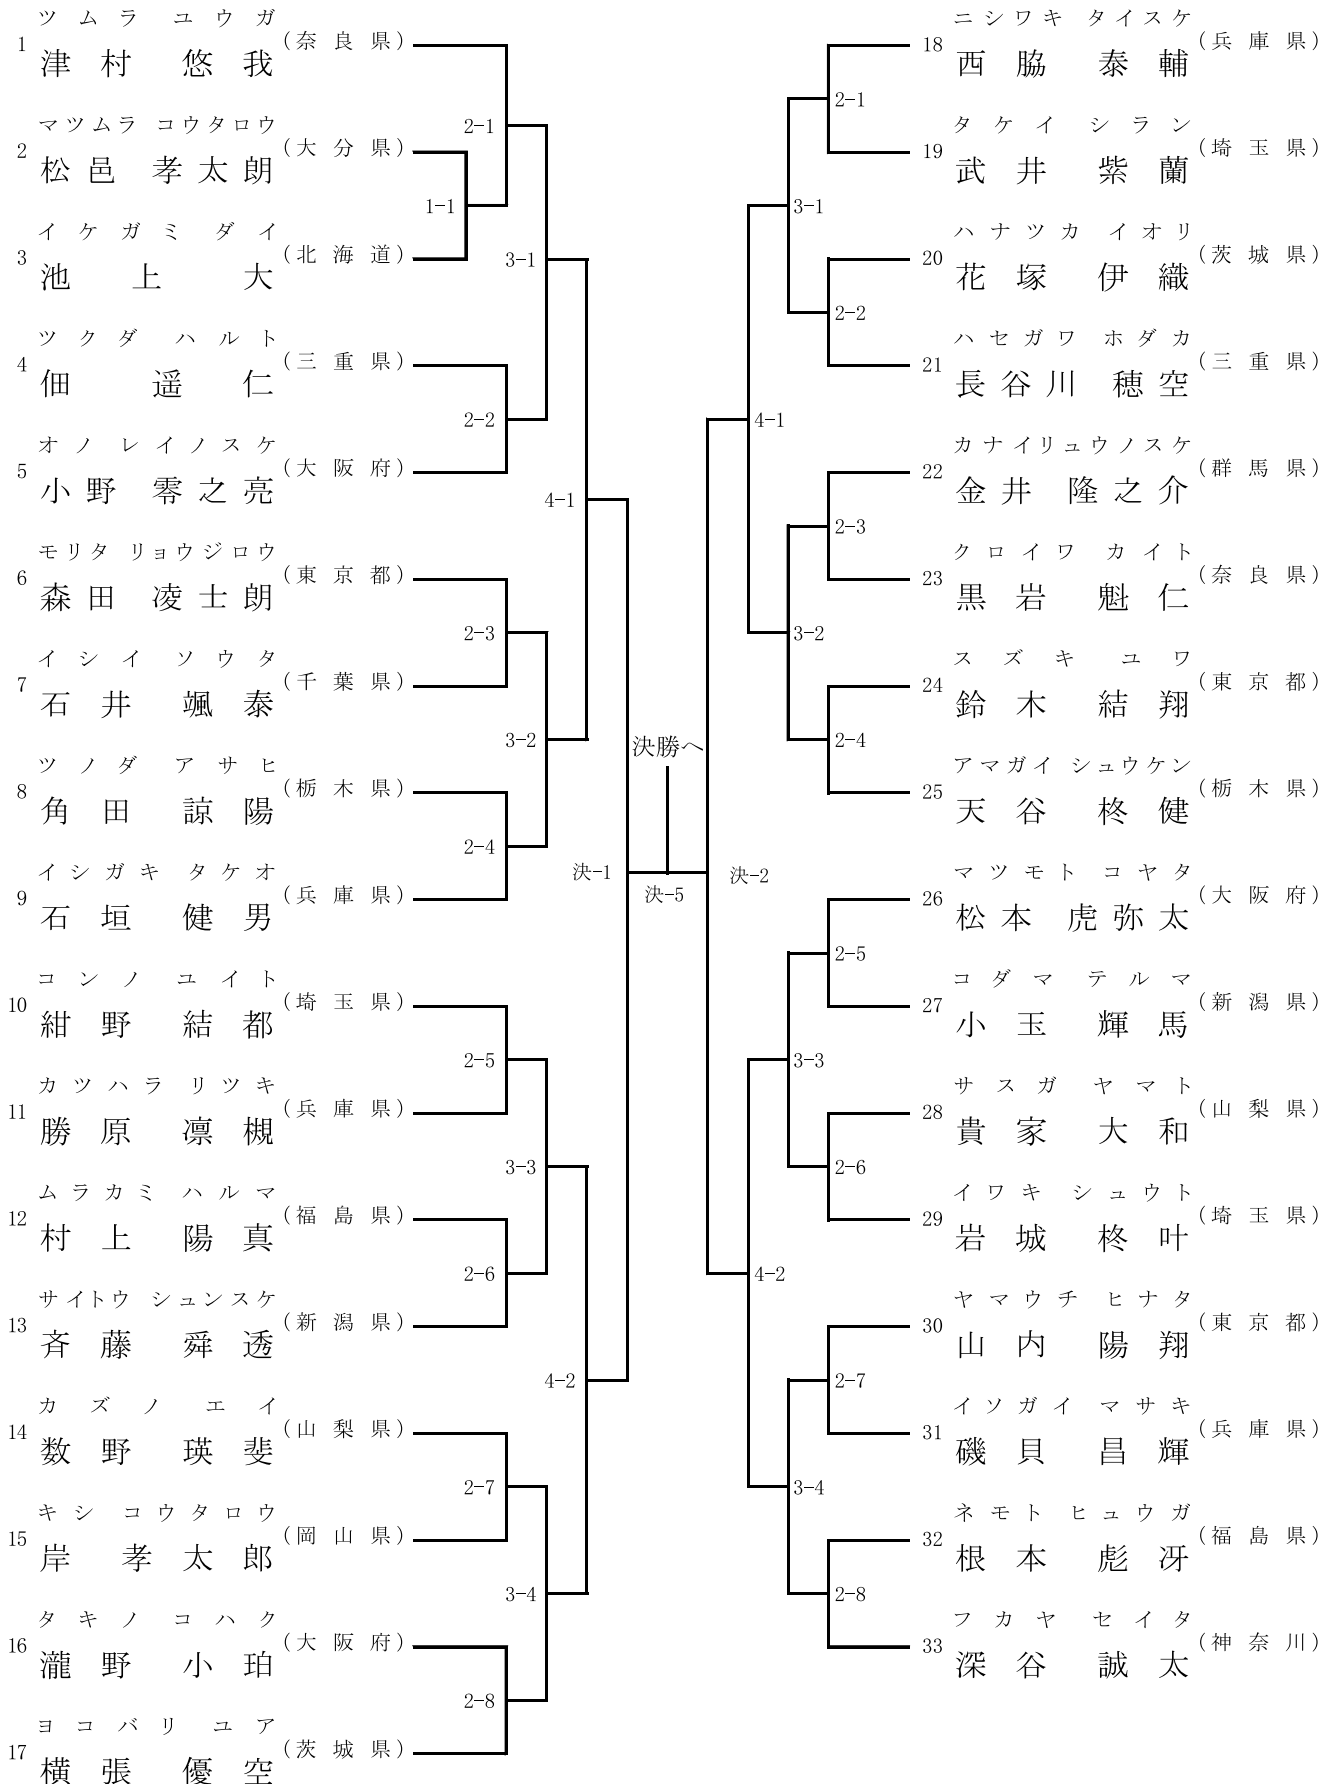 ツムラ ユウガ
1 津村 悠我 (奈良県)
マツムラ コウタロウ
2 松邑 孝太朗 (大分県)
イケガミ ダイ
3 池上 大 (北海道)
ツクダ ハルト
4 佃 遥仁 (三重県)
オノ レイノスケ
5 小野 零之亮 (大阪府)
モリタ リョウジロウ
6 森田 凌士朗 (東京都)
イシイ ソウタ
7 石井 颯泰 (千葉県)
ツノダ アサヒ
8 角田 諒陽 (栃木県)
イシガキ タケオ
9 石垣 健男 (兵庫県)
コンノ ユイト
10 紺野 結都 (埼玉県)
カツハラ リツキ
11 勝原 凛槻 (兵庫県)
ムラカミ ハルマ
12 村上 陽真 (福島県)
サイトウ シュンスケ
13 斉藤 舜透 (新潟県)
カズノ エイ
14 数野 瑛斐 (山梨県)
キシ コウタロウ
15 岸 孝太郎 (岡山県)
タキノ コハク
16 瀧野 小珀 (大阪府)
ヨコバリ ユア
17 横張 優空 (茨城県)
1-1
2-1
2-2
2-3
2-4
2-5
2-6
2-7
2-8
3-1
3-2
3-3
3-4
4-1
4-2
決-1
決勝へ
決-5
決-2
4-1
4-2
3-1
3-2
3-3
3-4
2-1
2-2
2-3
2-4
2-5
2-6
2-7
2-8
ニシワキ タイスケ
18 西脇 泰輔 (兵庫県)
タケイ シラン
19 武井 紫蘭 (埼玉県)
ハナツカ イオリ
20 花塚 伊織 (茨城県)
ハセガワ ホダカ
21 長谷川 穂空 (三重県)
カナイリュウノスケ
22 金井 隆之介 (群馬県)
クロイワ カイト
23 黒岩 魁仁 (奈良県)
スズキ ユワ
24 鈴木 結翔 (東京都)
アマガイ シュウケン
25 天谷 柊健 (栃木県)
マツモト コヤタ
26 松本 虎弥太 (大阪府)
コダマ テルマ
27 小玉 輝馬 (新潟県)
サスガ ヤマト
28 貴家 大和 (山梨県)
イワキ シュウト
29 岩城 柊叶 (埼玉県)
ヤマウチ ヒナタ
30 山内 陽翔 (東京都)
イソガイ マサキ
31 磯貝 昌輝 (兵庫県)
ネモト ヒュウガ
32 根本 彪冴 (福島県)
フカヤ セイタ
33 深谷 誠太 (神奈川)